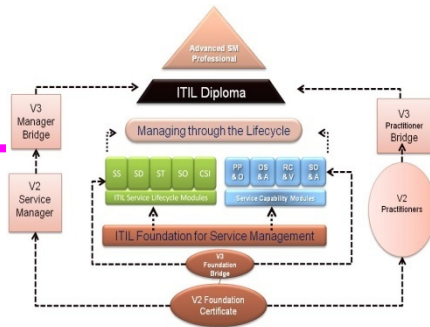 Advanced SM
Professional
ITIL Diploma
V3
Manager
Bridge
V3
Practitioner
Bridge
Managing through the Lifecycle
SS SD ST SO CSI
PP & O OS & A RC & V SO & A
ITIL Service Lifecycle Modules
Service Capability Modules
V2
Service
Manager
V2
Practitioners
ITIL Foundation for Service Management
V3
Foundation
Bridge
V2 Foundation
Certificate